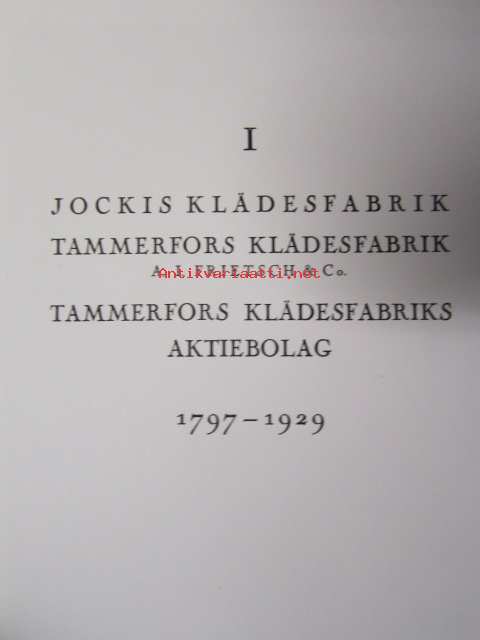 I
JOCKIS KLÄDESFABRIK
TAMMERFORS KLÄDESFABRIK
A. J. FRIETSCH & Co.
Antikvariaatti.net
TAMMERFORS KLÄDESFABRIKS
AKTIEBOLAG
1797–1929